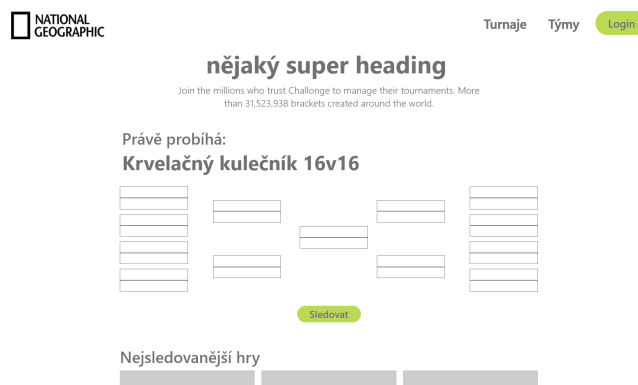 NATIONAL
GEOGRAPHIC
Turnaje
Týmy
Login
nějaký super heading
Join the millions who trust Challonge to manage their tournaments. More
than 31,523,938 brackets created around the world.
Právě probíhá:
Krvelačný kulečník 16v16
Sledovat
Nejsledovanější hry